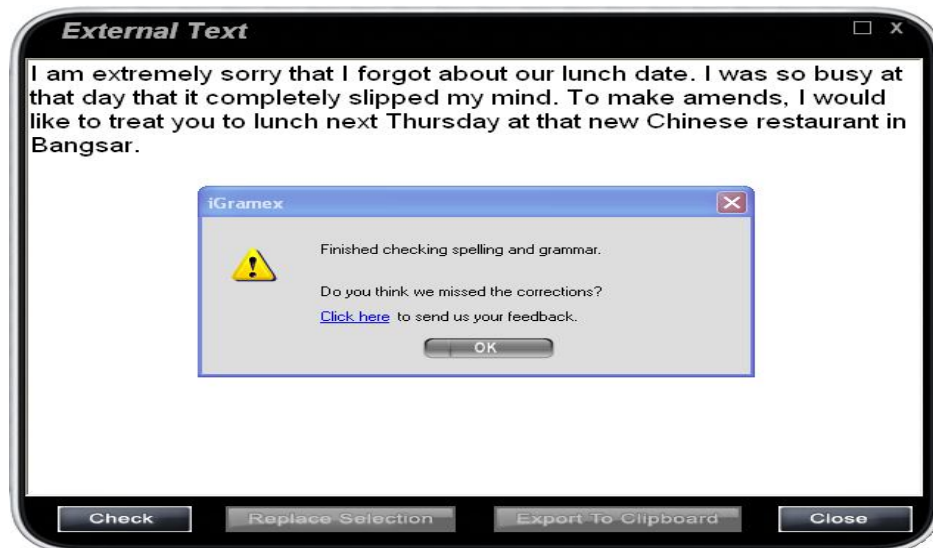 External Text
I am extremely sorry that I forgot about our lunch date. I was so busy at
that day that it completely slipped my mind. To make amends, I would
like to treat you to lunch next Thursday at that new Chinese restaurant in
Bangsar.
iGramex
Finished checking spelling and grammar.
Do you think we missed the corrections?
Click here to send us your feedback.
OK
Check Replace Selection Export To Clipboard Close